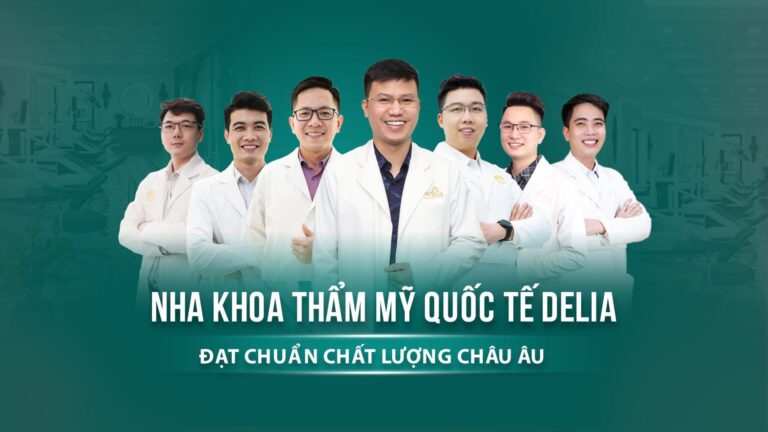 NHA KHOA THẨM MỸ QUỐC TẾ DELIA
ĐẠT CHUẨN CHẤT LƯỢNG CHÂU ÂU